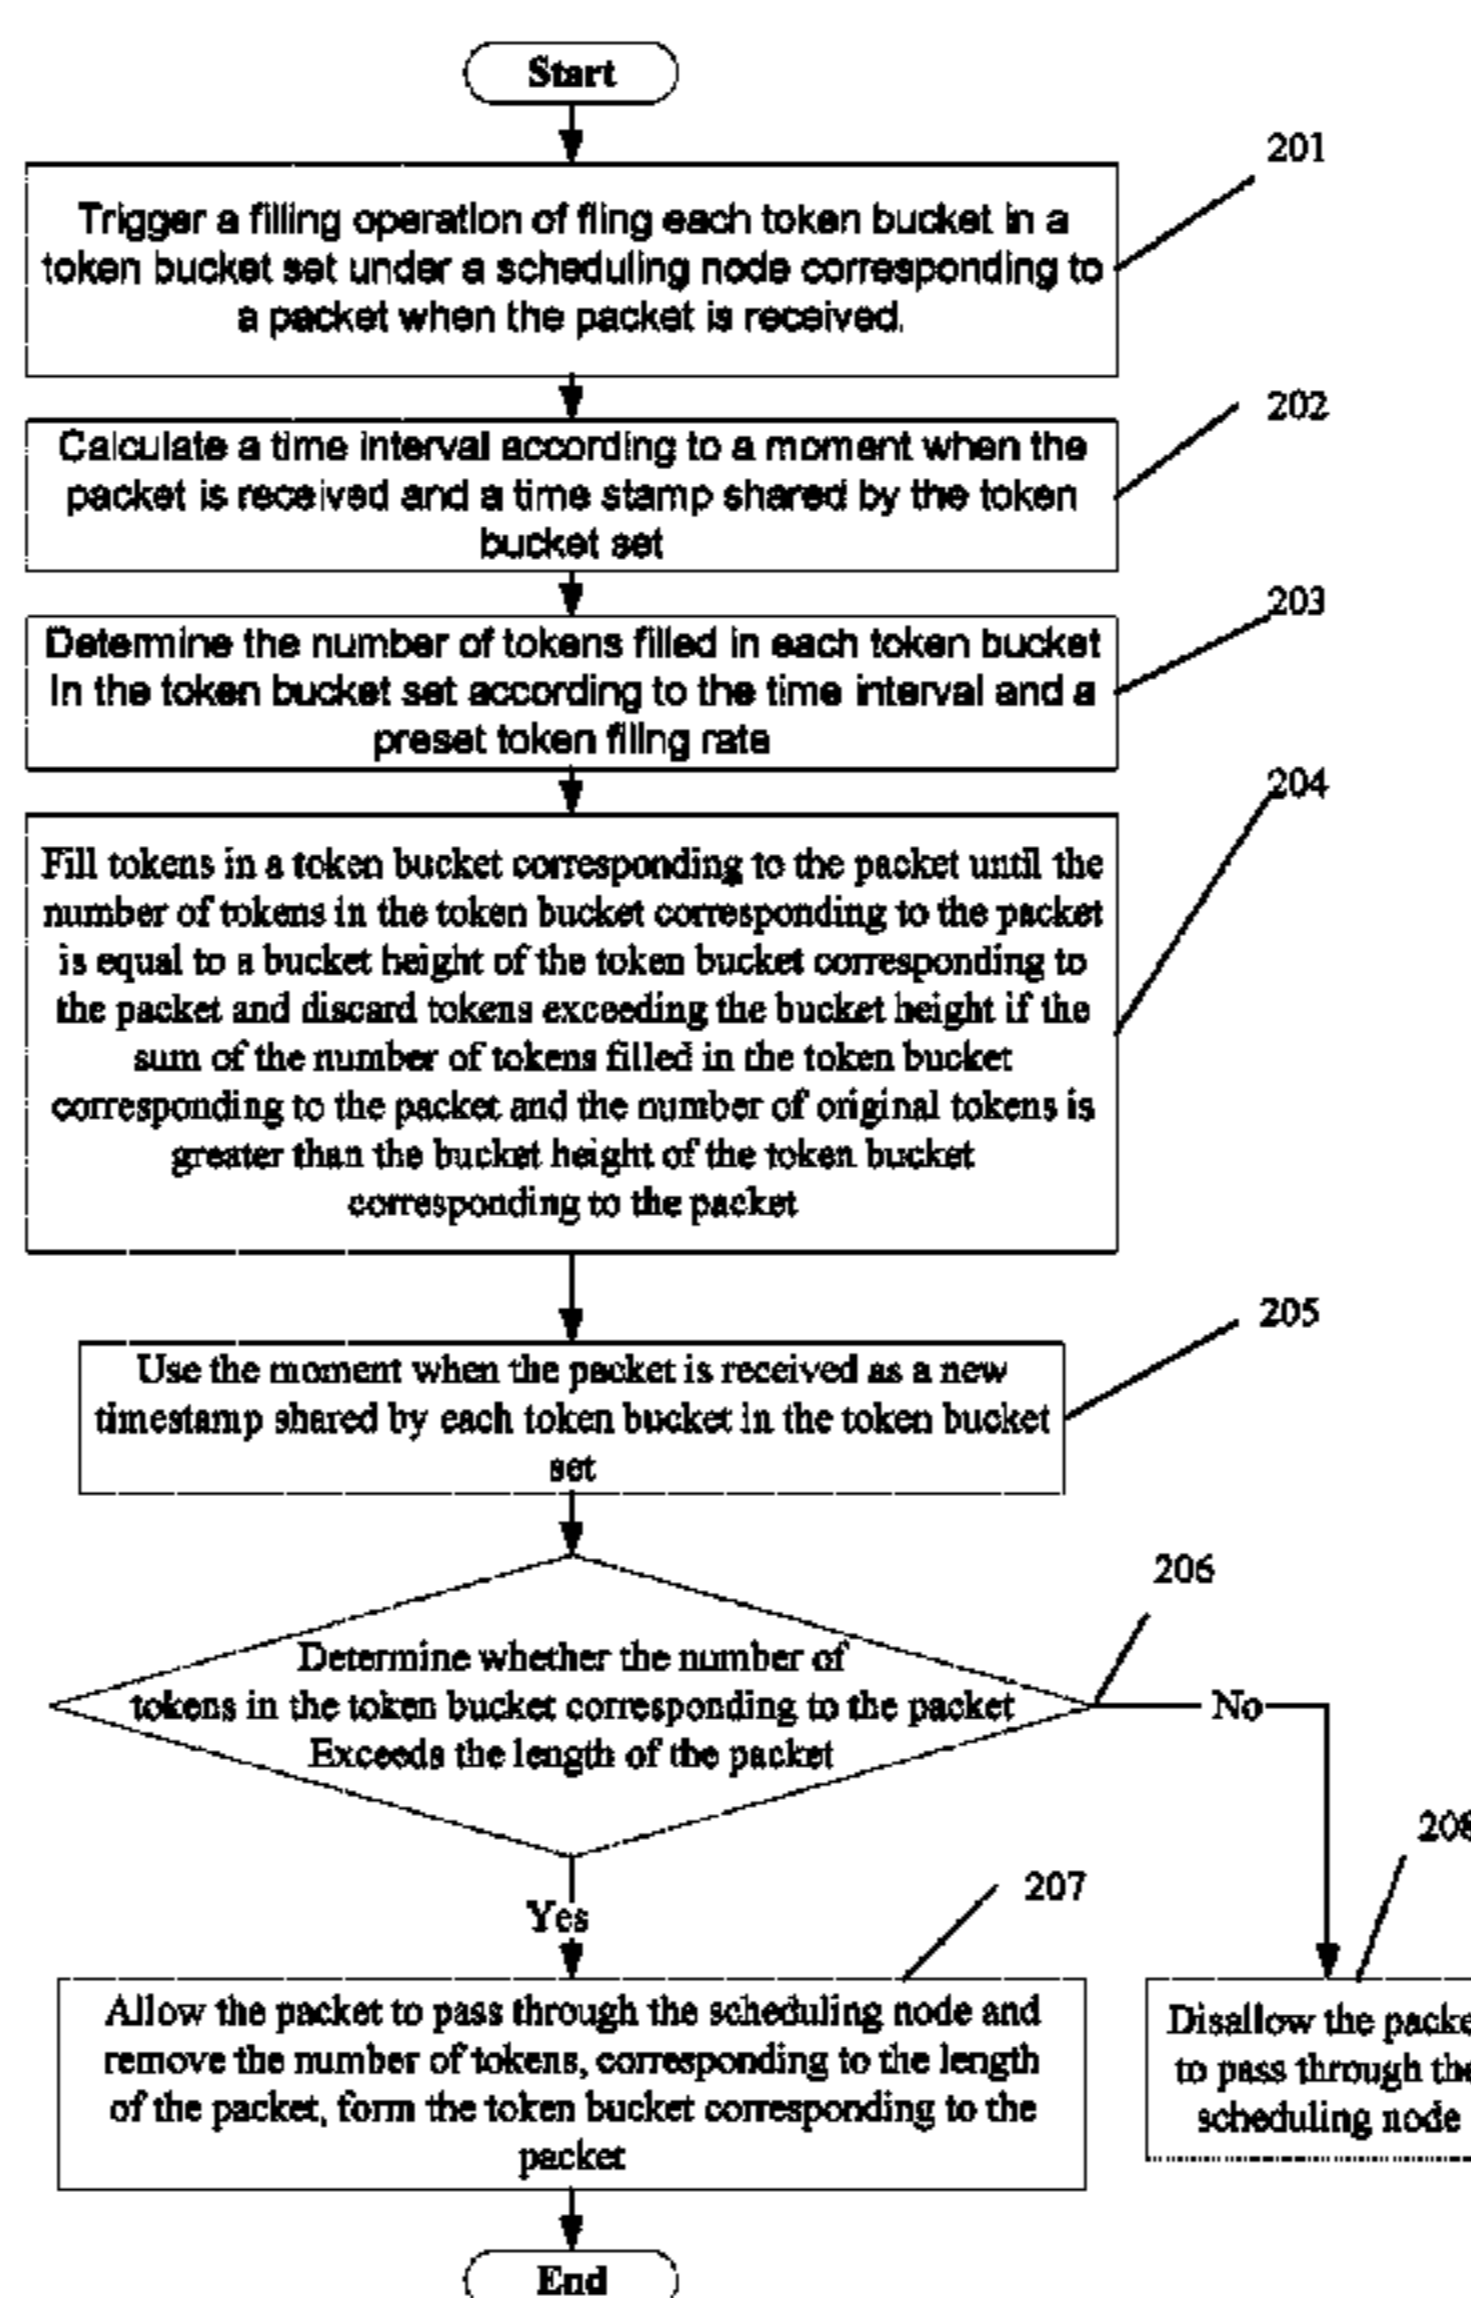 Start
201
Trigger a filling operation of fling each token bucket in a
token bucket set under a scheduling node corresponding to
a packet when the packet is received.
202
Calculate a time interval according to a moment when the
packet is received and a time stamp shared by the token
bucket set
203
Determine the number of tokens filled in each token bucket
In the token bucket set according to the time interval and a
preset token filing rate
204
Fill tokens in a token bucket corresponding to the packet until the
number of tokens in the token bucket corresponding to the packet
is equal to a bucket height of the token bucket corresponding to
the packet and discard tokens exceeding the bucket height if the
sum of the number of tokens filled in the token bucket
corresponding to the packet and the number of original tokens is
greater than the bucket height of the token bucket
corresponding to the packet
205
Use the moment when the packet is received as a new
timestamp shared by each token bucket in the token bucket
set
206
Determine whether the number of
tokens in the token bucket corresponding to the packet
Exceeds the length of the packet
No
208
Yes
207
Allow the packet to pass through the scheduling node and
remove the number of tokens, corresponding to the length
of the packet, form the token bucket corresponding to the
packet
Disallow the packe
to pass through the
scheduling node
End